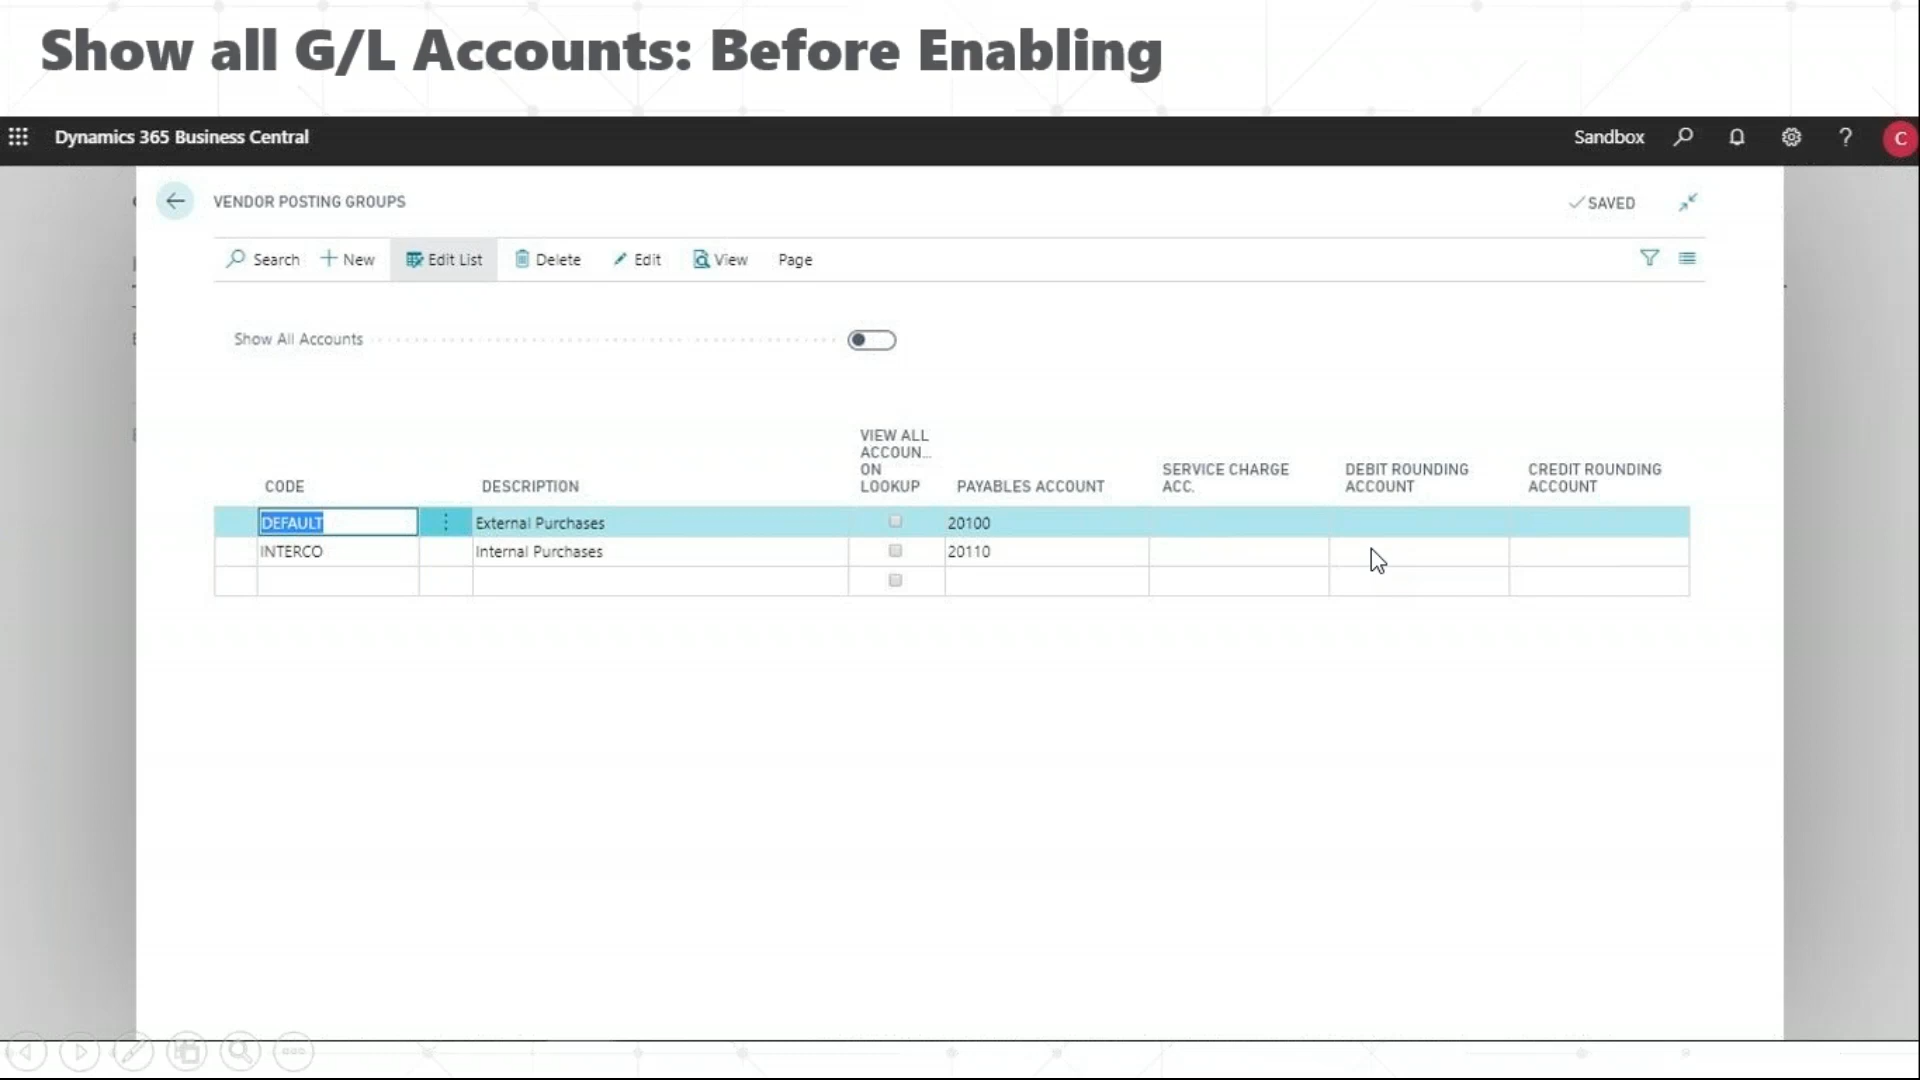 Show all G/L Accounts: Before Enabling
Dynamics 365 Business Central
Sandbox
?
C
VENDOR POSTING GROUPS
SAVED
Search
New
Edit List
Delete
Edit
View
Page
Show All Accounts
CODE
DESCRIPTION
VIEW ALL
ACCOUN...
ON
LOOKUP
PAYABLES ACCOUNT
SERVICE CHARGE
ACC.
DEBIT ROUNDING
ACCOUNT
CREDIT ROUNDING
ACCOUNT
DEFAULT
External Purchases
20100
INTERCO
Internal Purchases
20110